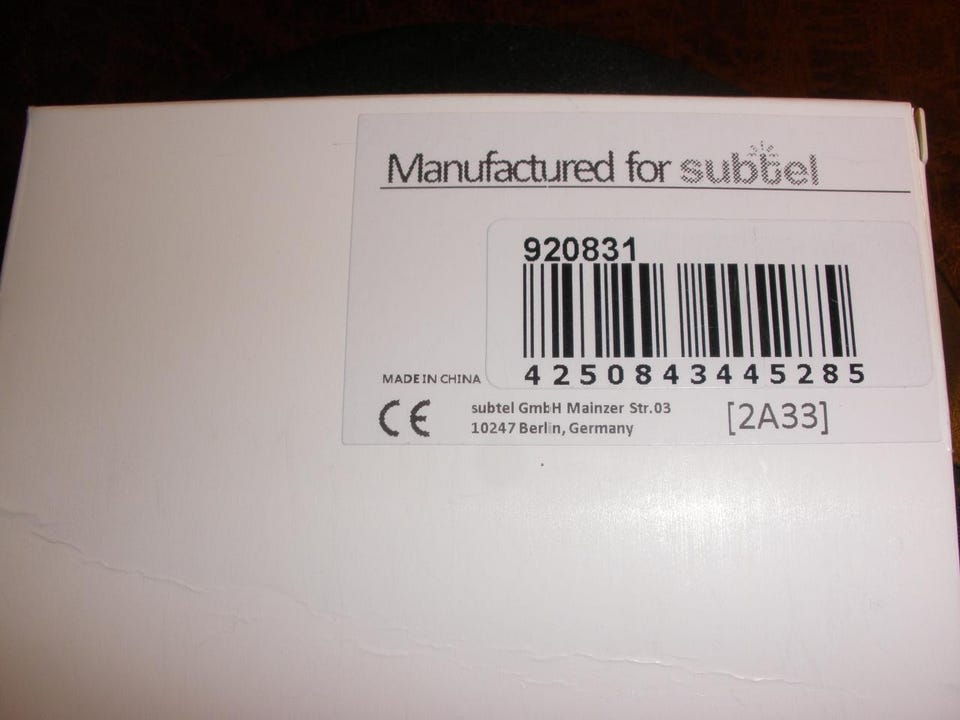 Manufactured for subtel
920831
4250843445285
MADE IN CHINA
CE
subtel GmbH Mainzer Str.03
10247 Berlin, Germany
[2A33]